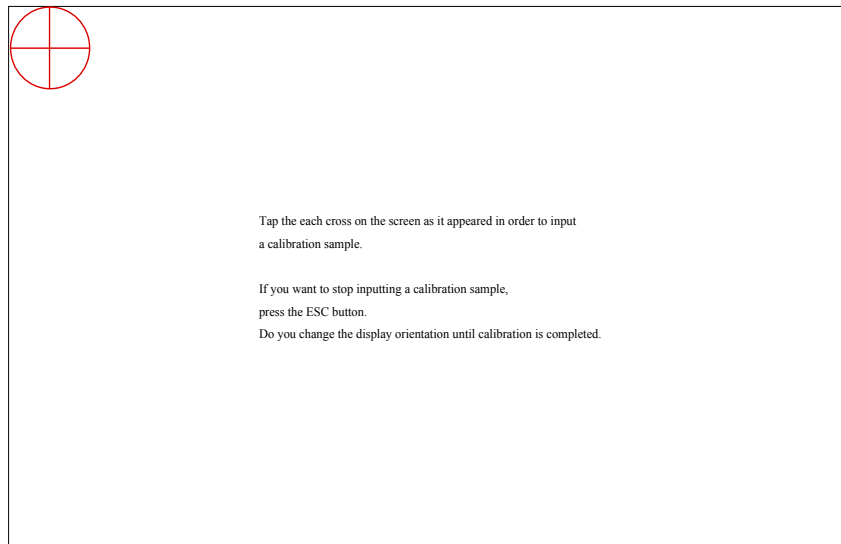 Tap the each cross on the screen as it appeared in order to input
a calibration sample.
If you want to stop inputting a calibration sample,
press the ESC button.
Do you change the display orientation until calibration is completed.